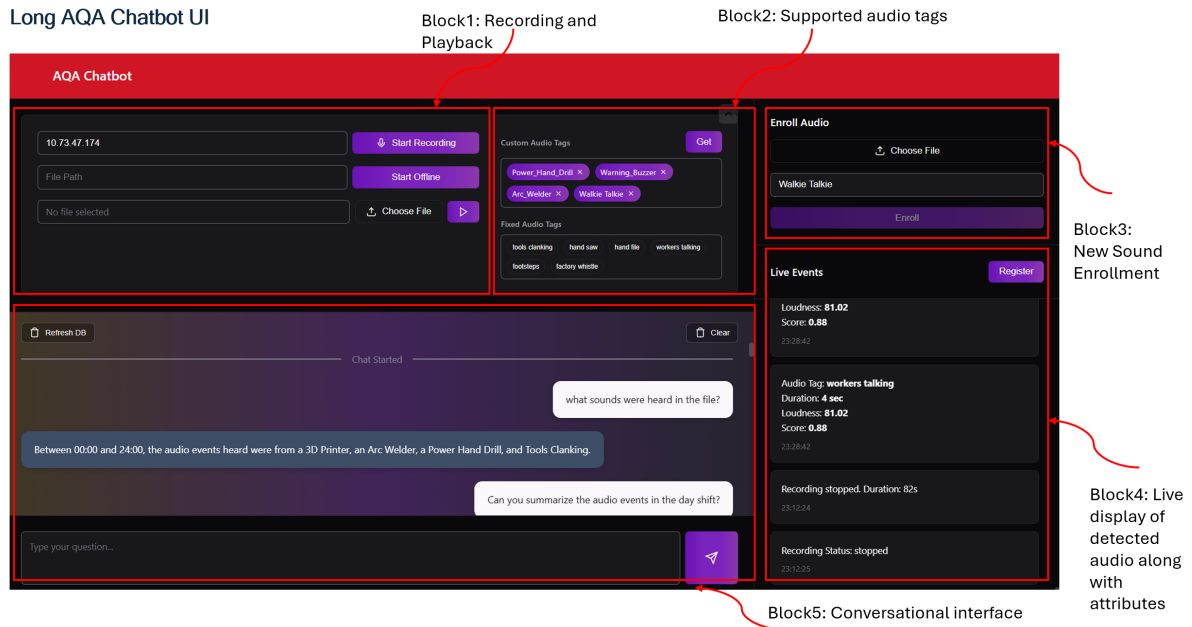 Long AQA Chatbot UI
Block1: Recording and
Playback
Block2: Supported audio tags
AQA Chatbot
10.73.47.174
Start Recording
File Path
Start Offline
No file selected
Choose File
Custom Audio Tags
Get
Power_Hand_Drill ×
Warning_Buzzer ×
Arc_Welder ×
Walkie Talkie ×
Fixed Audio Tags
tools clanking
hand saw
hand file
workers talking
footsteps
factory whistle
Enroll Audio
Choose File
Walkie Talkie
Enroll
Block3:
New Sound
Enrollment
Live Events
Register
Loudness: 81.02
Score: 0.88
23:28:42
Audio Tag: workers talking
Duration: 4 sec
Loudness: 81.02
Score: 0.88
23:28:42
Recording stopped. Duration: 82s
23:12:24
Recording Status: stopped
23:12:25
Block4: Live
display of
detected
audio along
with
attributes
Refresh DB
Clear
Chat Started
what sounds were heard in the file?
Between 00:00 and 24:00, the audio events heard were from a 3D Printer, an Arc Welder, a Power Hand Drill, and Tools Clanking.
Can you summarize the audio events in the day shift?
Type your question...
Block5: Conversational interface